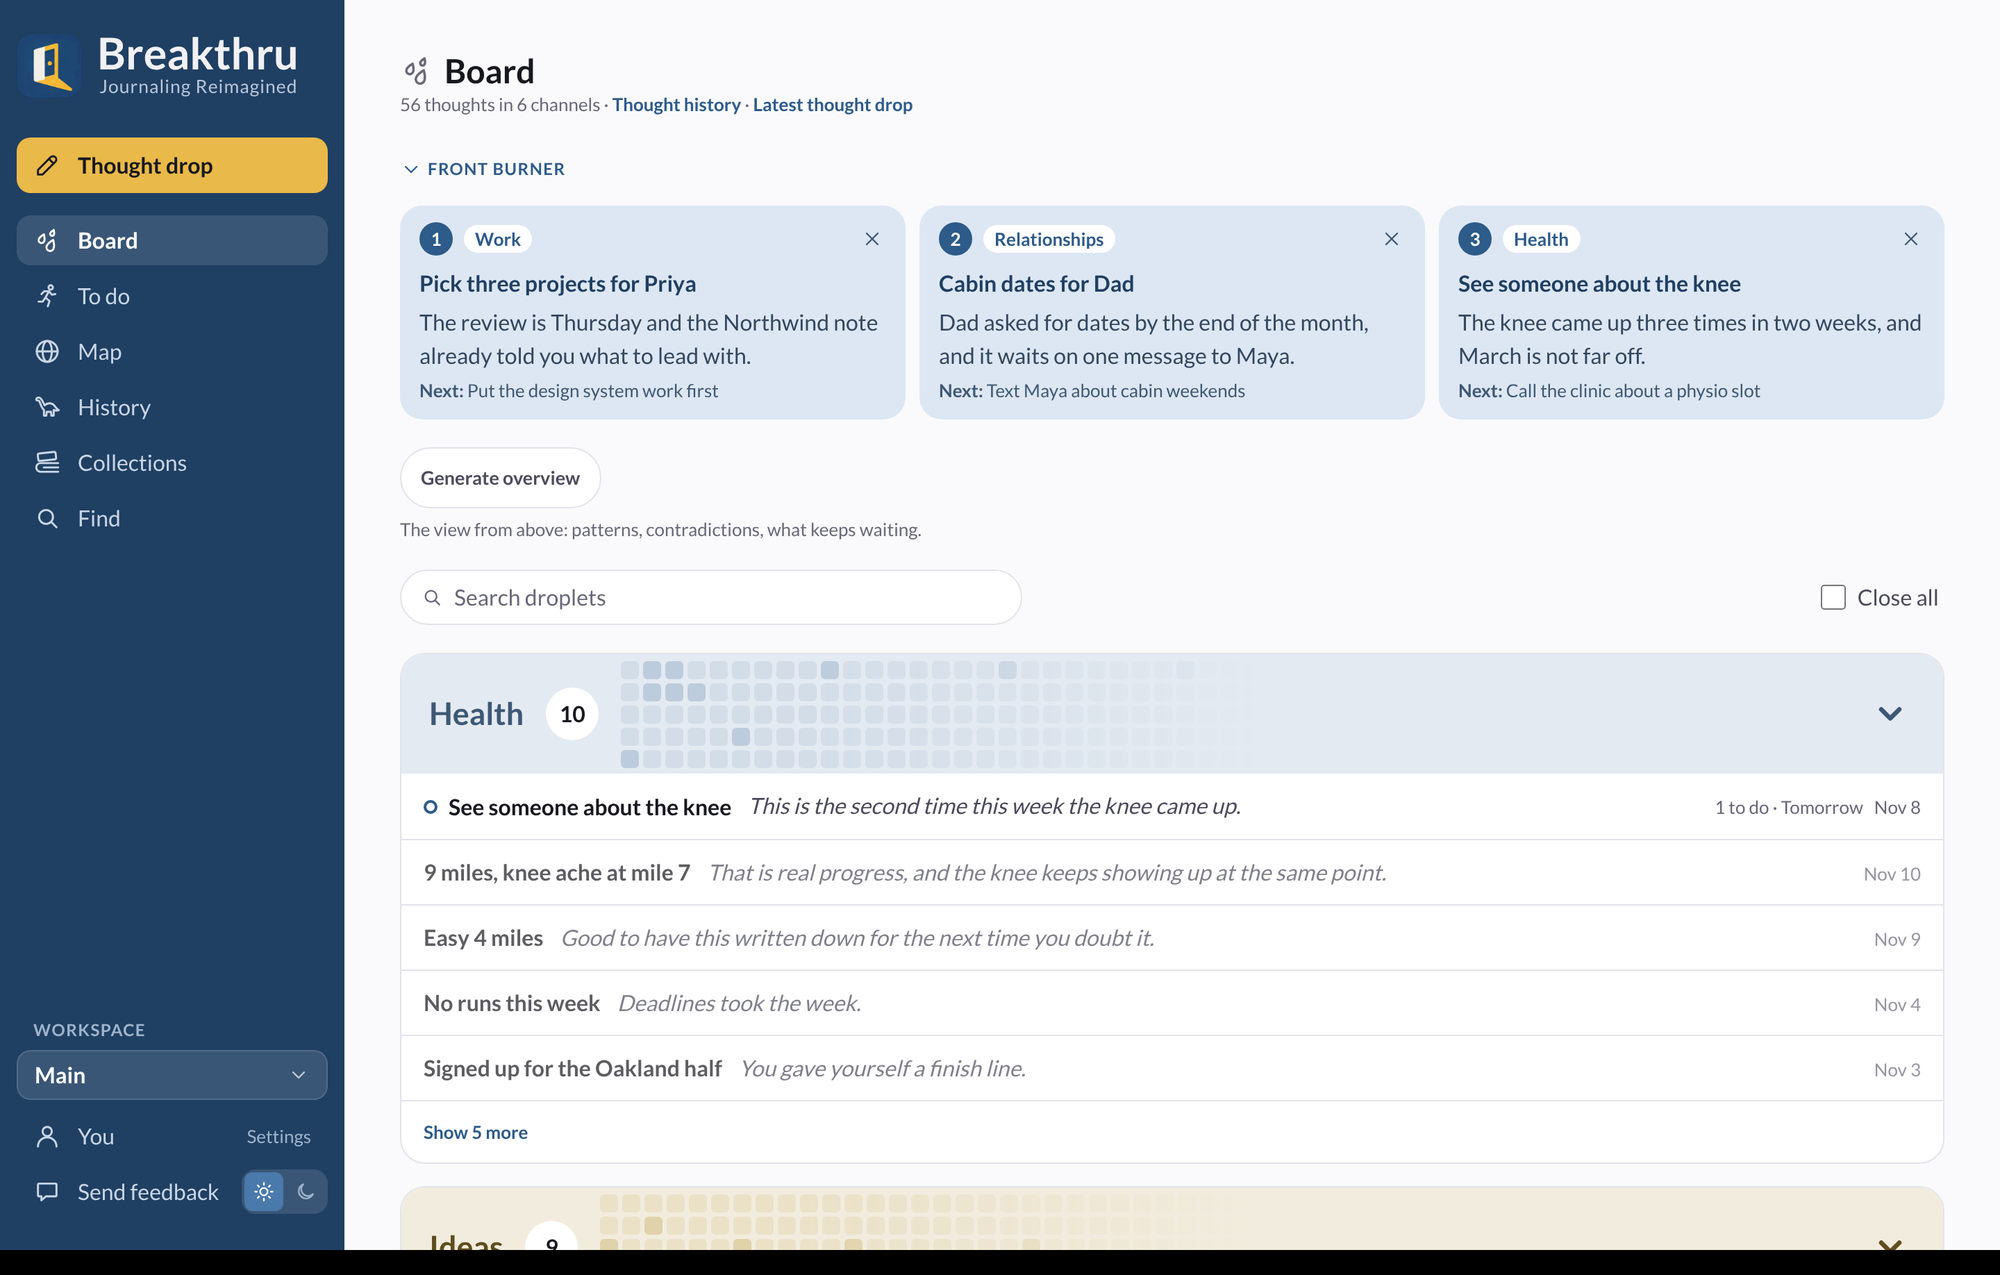 Breakthru
Journaling Reimagined
Thought drop
Board
To do
Map
History
Collections
Find
WORKSPACE
Main
You
Settings
Send feedback
Board
56 thoughts in 6 channels · Thought history · Latest thought drop
FRONT BURNER
1 Work
Pick three projects for Priya
The review is Thursday and the Northwind note
already told you what to lead with.
Next: Put the design system work first
2 Relationships
Cabin dates for Dad
Dad asked for dates by the end of the month,
and it waits on one message to Maya.
Next: Text Maya about cabin weekends
3 Health
See someone about the knee
The knee came up three times in two weeks, and
March is not far off.
Next: Call the clinic about a physio slot
Generate overview
The view from above: patterns, contradictions, what keeps waiting.
Search droplets
Close all
Health 10
See someone about the knee This is the second time this week the knee came up. 1 to do · Tomorrow Nov 8
9 miles, knee ache at mile 7 That is real progress, and the knee keeps showing up at the same point. Nov 10
Easy 4 miles Good to have this written down for the next time you doubt it. Nov 9
No runs this week Deadlines took the week. Nov 4
Signed up for the Oakland half You gave yourself a finish line. Nov 3
Show 5 more
Ideas 9